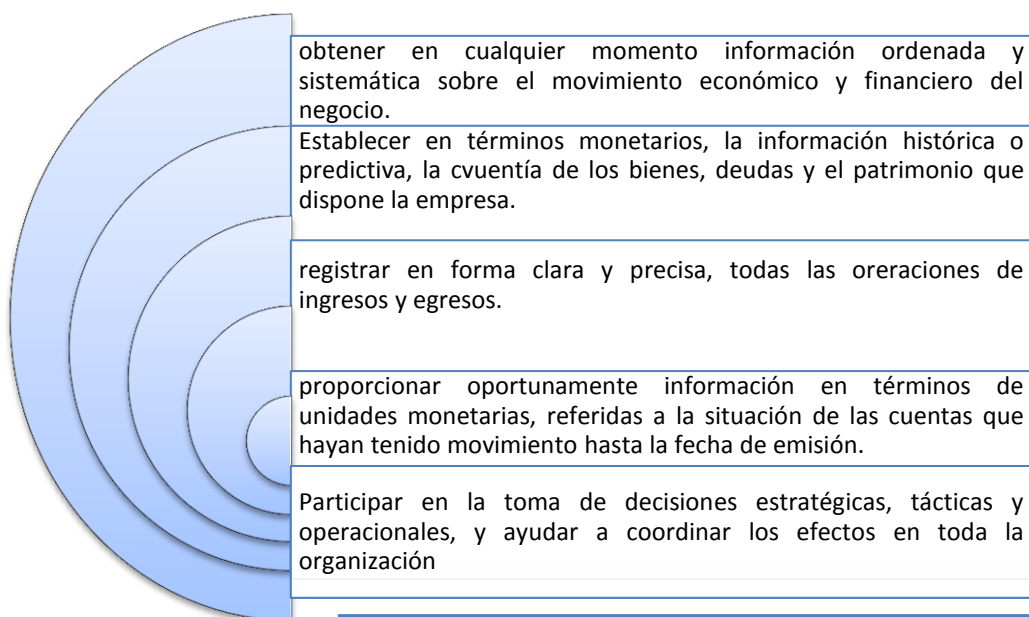 obtener en cualquier momento información ordenada y
sistemática sobre el movimiento económico y financiero del
negocio.
Establecer en términos monetarios, la información histórica o
predictiva, la cvuentía de los bienes, deudas y el patrimonio que
dispone la empresa.
registrar en forma clara y precisa, todas las oreraciones de
ingresos y egresos.
proporcionar oportunamente información en términos de
unidades monetarias, referidas a la situación de las cuentas que
hayan tenido movimiento hasta la fecha de emisión.
Participar en la toma de decisiones estratégicas, tácticas y
operacionales, y ayudar a coordinar los efectos en toda la
organización